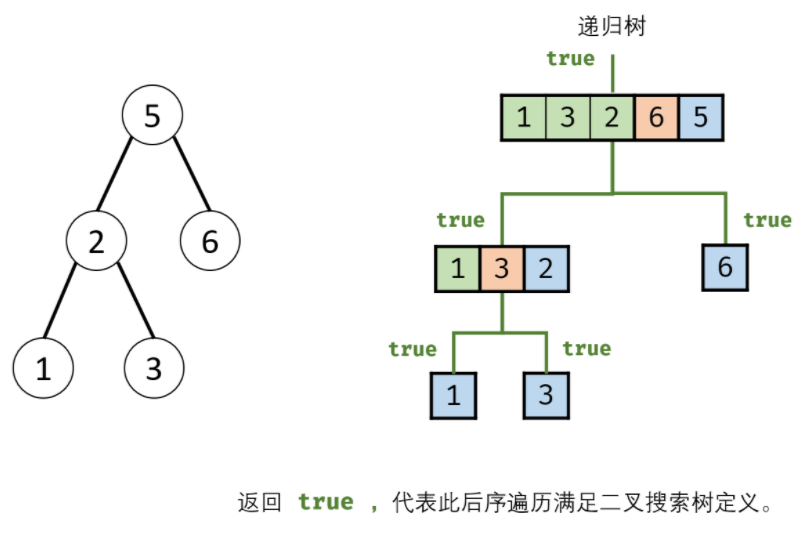 递归树
true
5
1 3 2 6 5
2 6
true true
1 3 2 6
1 3
true true
1 3
返回 true ，代表此后序遍历满足二叉搜索树定义。